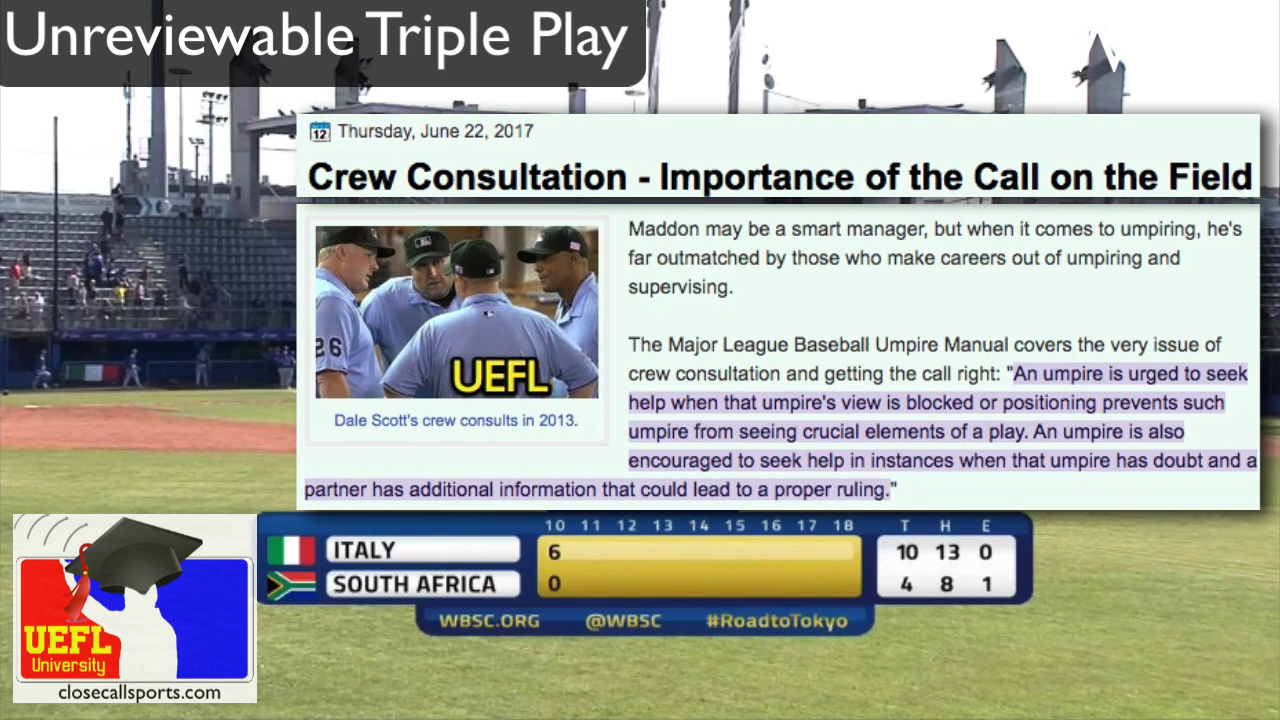 Unreviewable Triple Play
12 Thursday, June 22, 2017
Crew Consultation - Importance of the Call on the Field
Maddon may be a smart manager, but when it comes to umpiring, he's
far outmatched by those who make careers out of umpiring and
supervising.
The Major League Baseball Umpire Manual covers the very issue of
crew consultation and getting the call right: "An umpire is urged to seek
help when that umpire's view is blocked or positioning prevents such
umpire from seeing crucial elements of a play. An umpire is also
encouraged to seek help in instances when that umpire has doubt and a
partner has additional information that could lead to a proper ruling."
26
UEFL
Dale Scott's crew consults in 2013.
10 11 12 13 14 15 16 17 18 T H E
ITALY 6 10 13 0
SOUTH AFRICA 0 4 8 1
WBSC.ORG @WBSC #RoadtoTokyo
UEFL
University
closecallsports.com